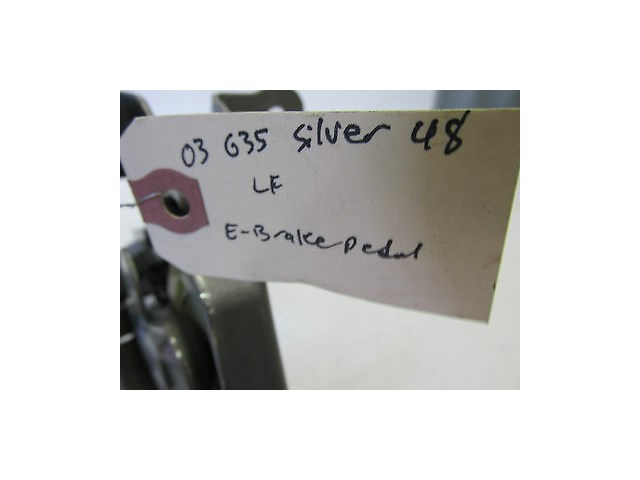 03 G35 Silver 48
LF
E-Brake Pedal